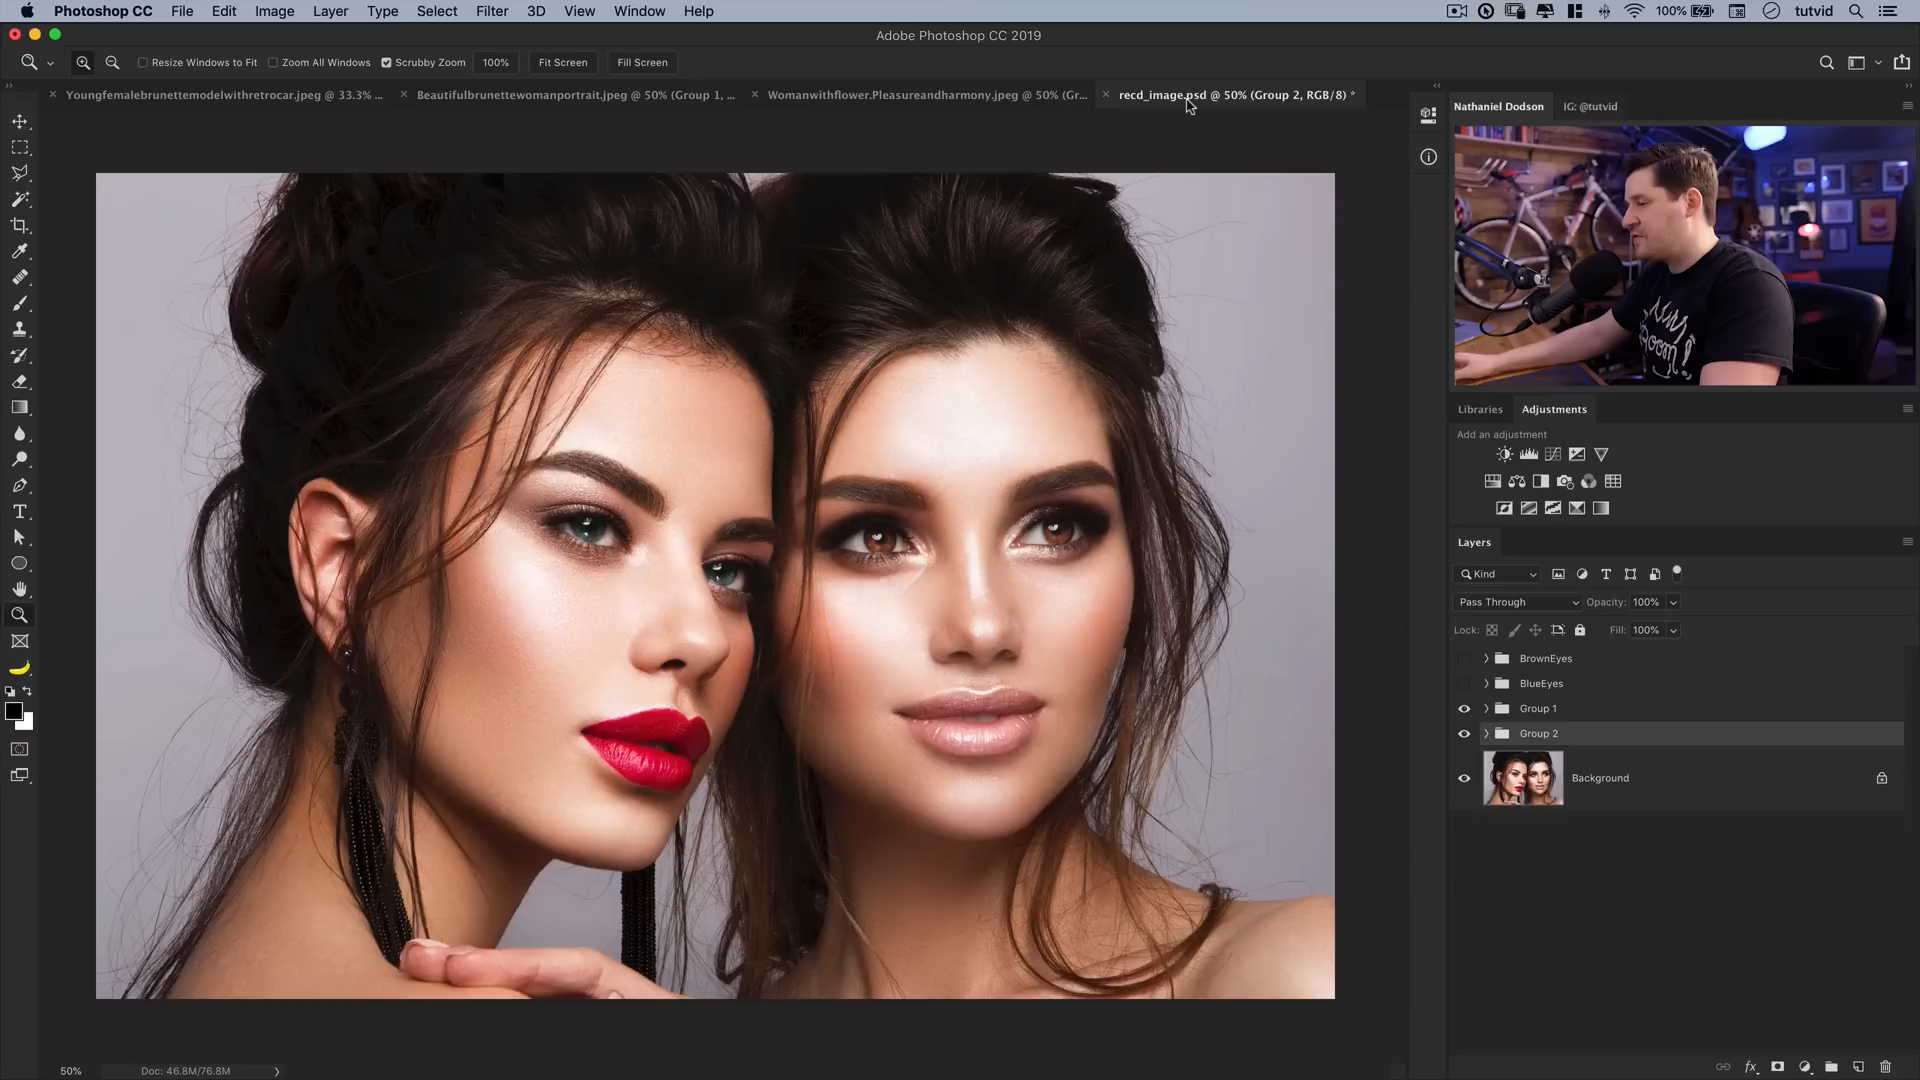 Photoshop CC File Edit Image Layer Type Select Filter 3D View Window Help 100% tutvid
Adobe Photoshop CC 2019
Resize Windows to Fit Zoom All Windows Scrubby Zoom 100% Fit Screen Fill Screen
Youngfemalebrunettemodelwithretrocar.jpeg @ 33.3% ... Beautifulbrunettewomanportrait.jpeg @ 50% (Group 1, ... Womanwithflower.Pleasureandharmony.jpeg @ 50% (Gr... recd_image.psd @ 50% (Group 2, RGB/8) *
Nathaniel Dodson IG: @tutvid
Libraries Adjustments
Add an adjustment
Layers
Kind
Pass Through Opacity: 100%
Lock: Fill: 100%
BrownEyes
BlueEyes
Group 1
Group 2
Background
50% Doc: 46.8M/76.8M